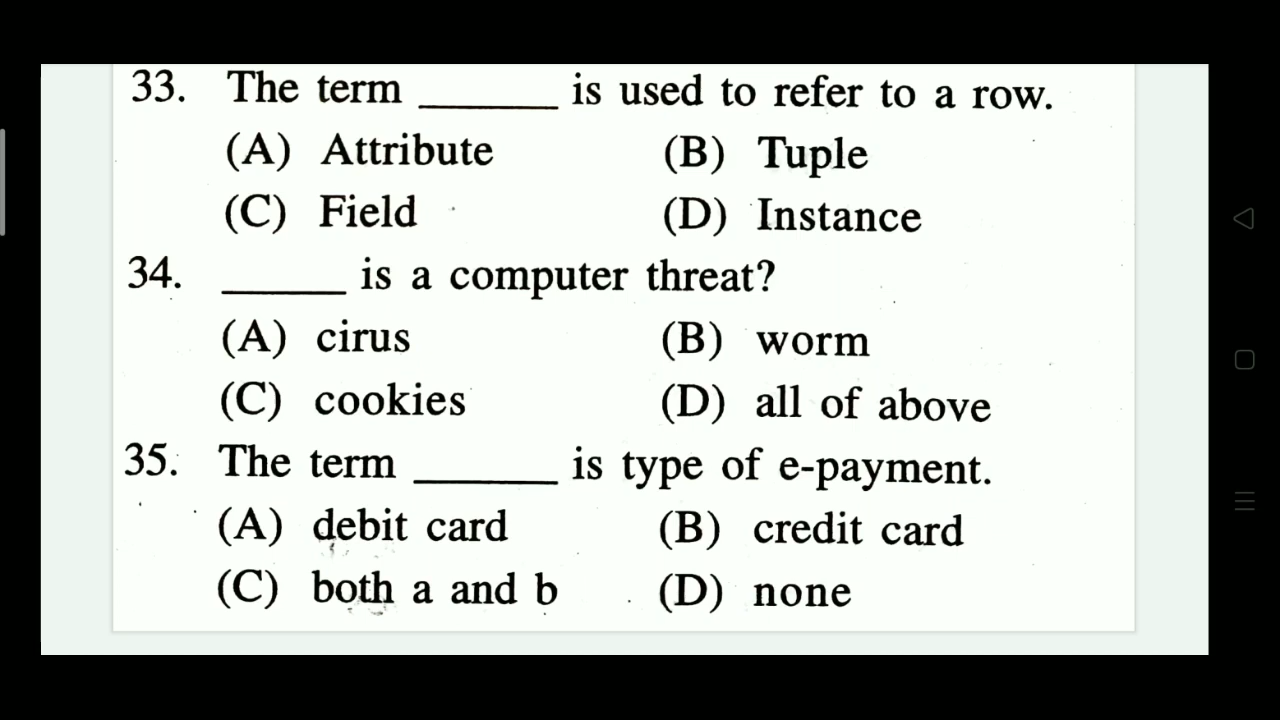 33. The term ______ is used to refer to a row.
(A) Attribute (B) Tuple
(C) Field (D) Instance
34. ______ is a computer threat?
(A) cirus (B) worm
(C) cookies (D) all of above
35. The term ______ is type of e-payment.
(A) debit card (B) credit card
(C) both a and b (D) none